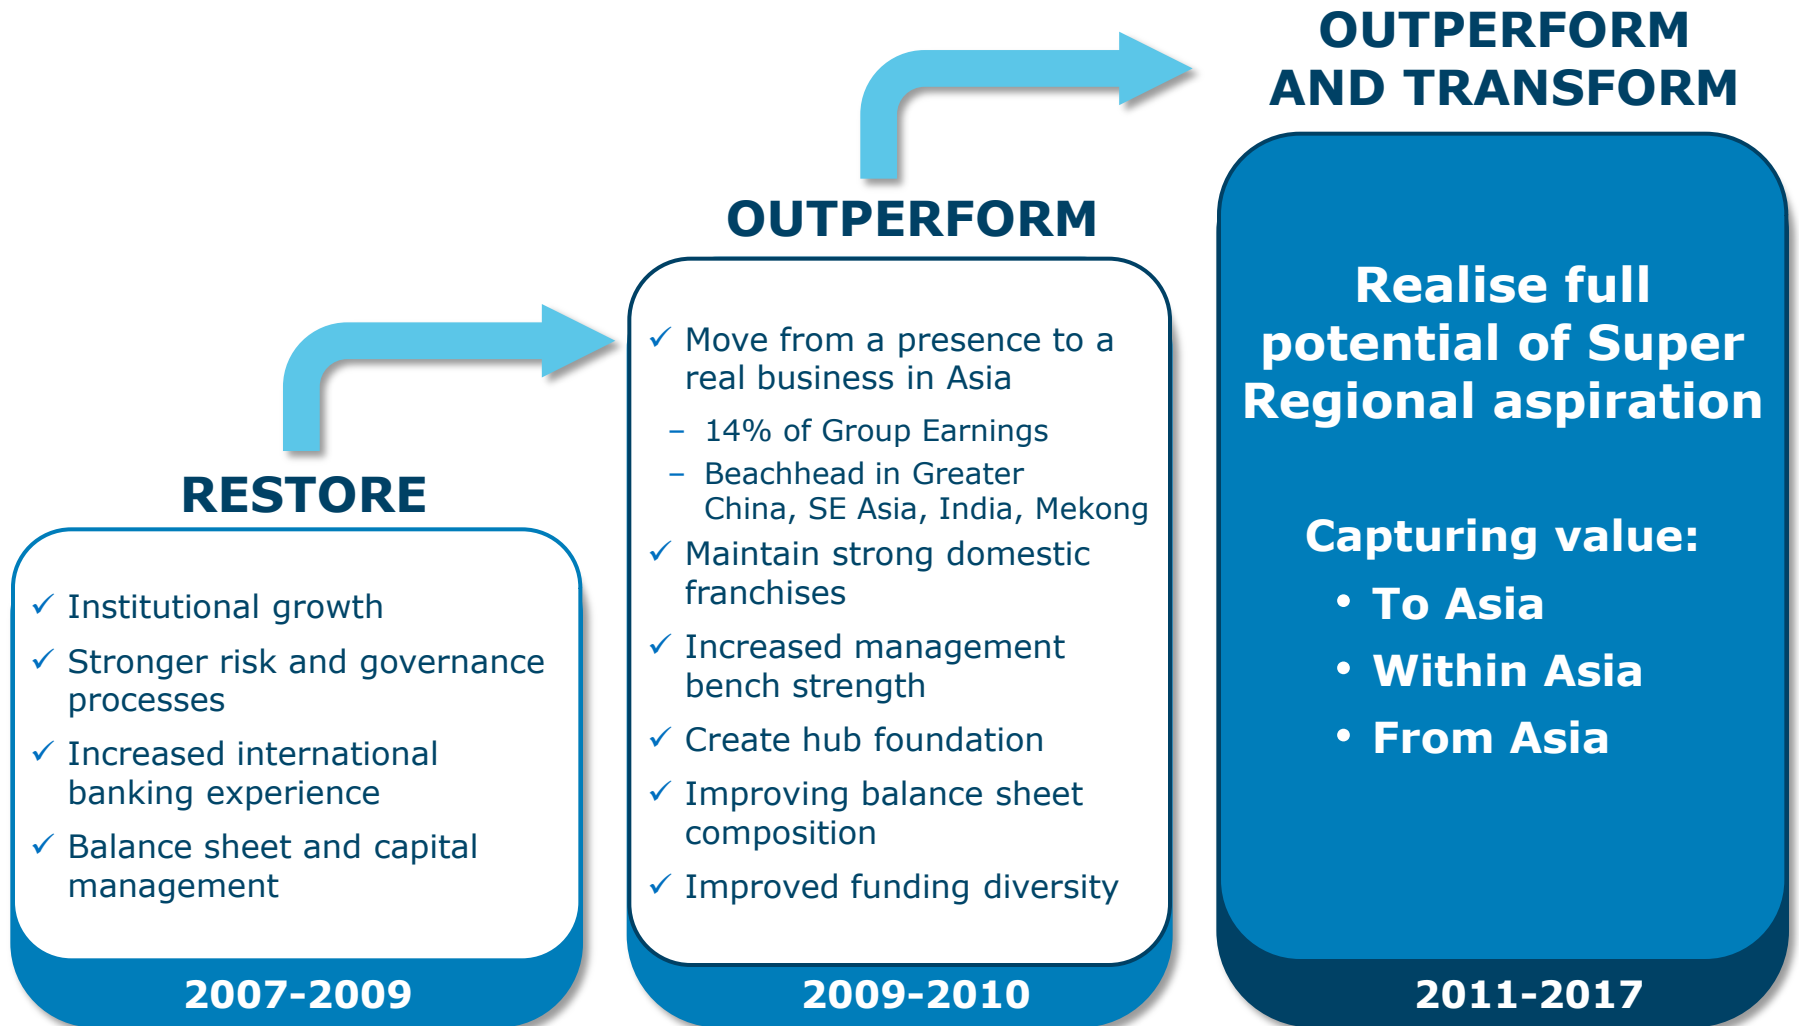 RESTORE
✓ Institutional growth
✓ Stronger risk and governance
processes
✓ Increased international
banking experience
✓ Balance sheet and capital
management
2007-2009
OUTPERFORM
✓ Move from a presence to a
real business in Asia
– 14% of Group Earnings
– Beachhead in Greater
China, SE Asia, India, Mekong
✓ Maintain strong domestic
franchises
✓ Increased management
bench strength
✓ Create hub foundation
✓ Improving balance sheet
composition
✓ Improved funding diversity
2009-2010
OUTPERFORM
AND TRANSFORM
Realise full
potential of Super
Regional aspiration
Capturing value:
• To Asia
• Within Asia
• From Asia
2011-2017